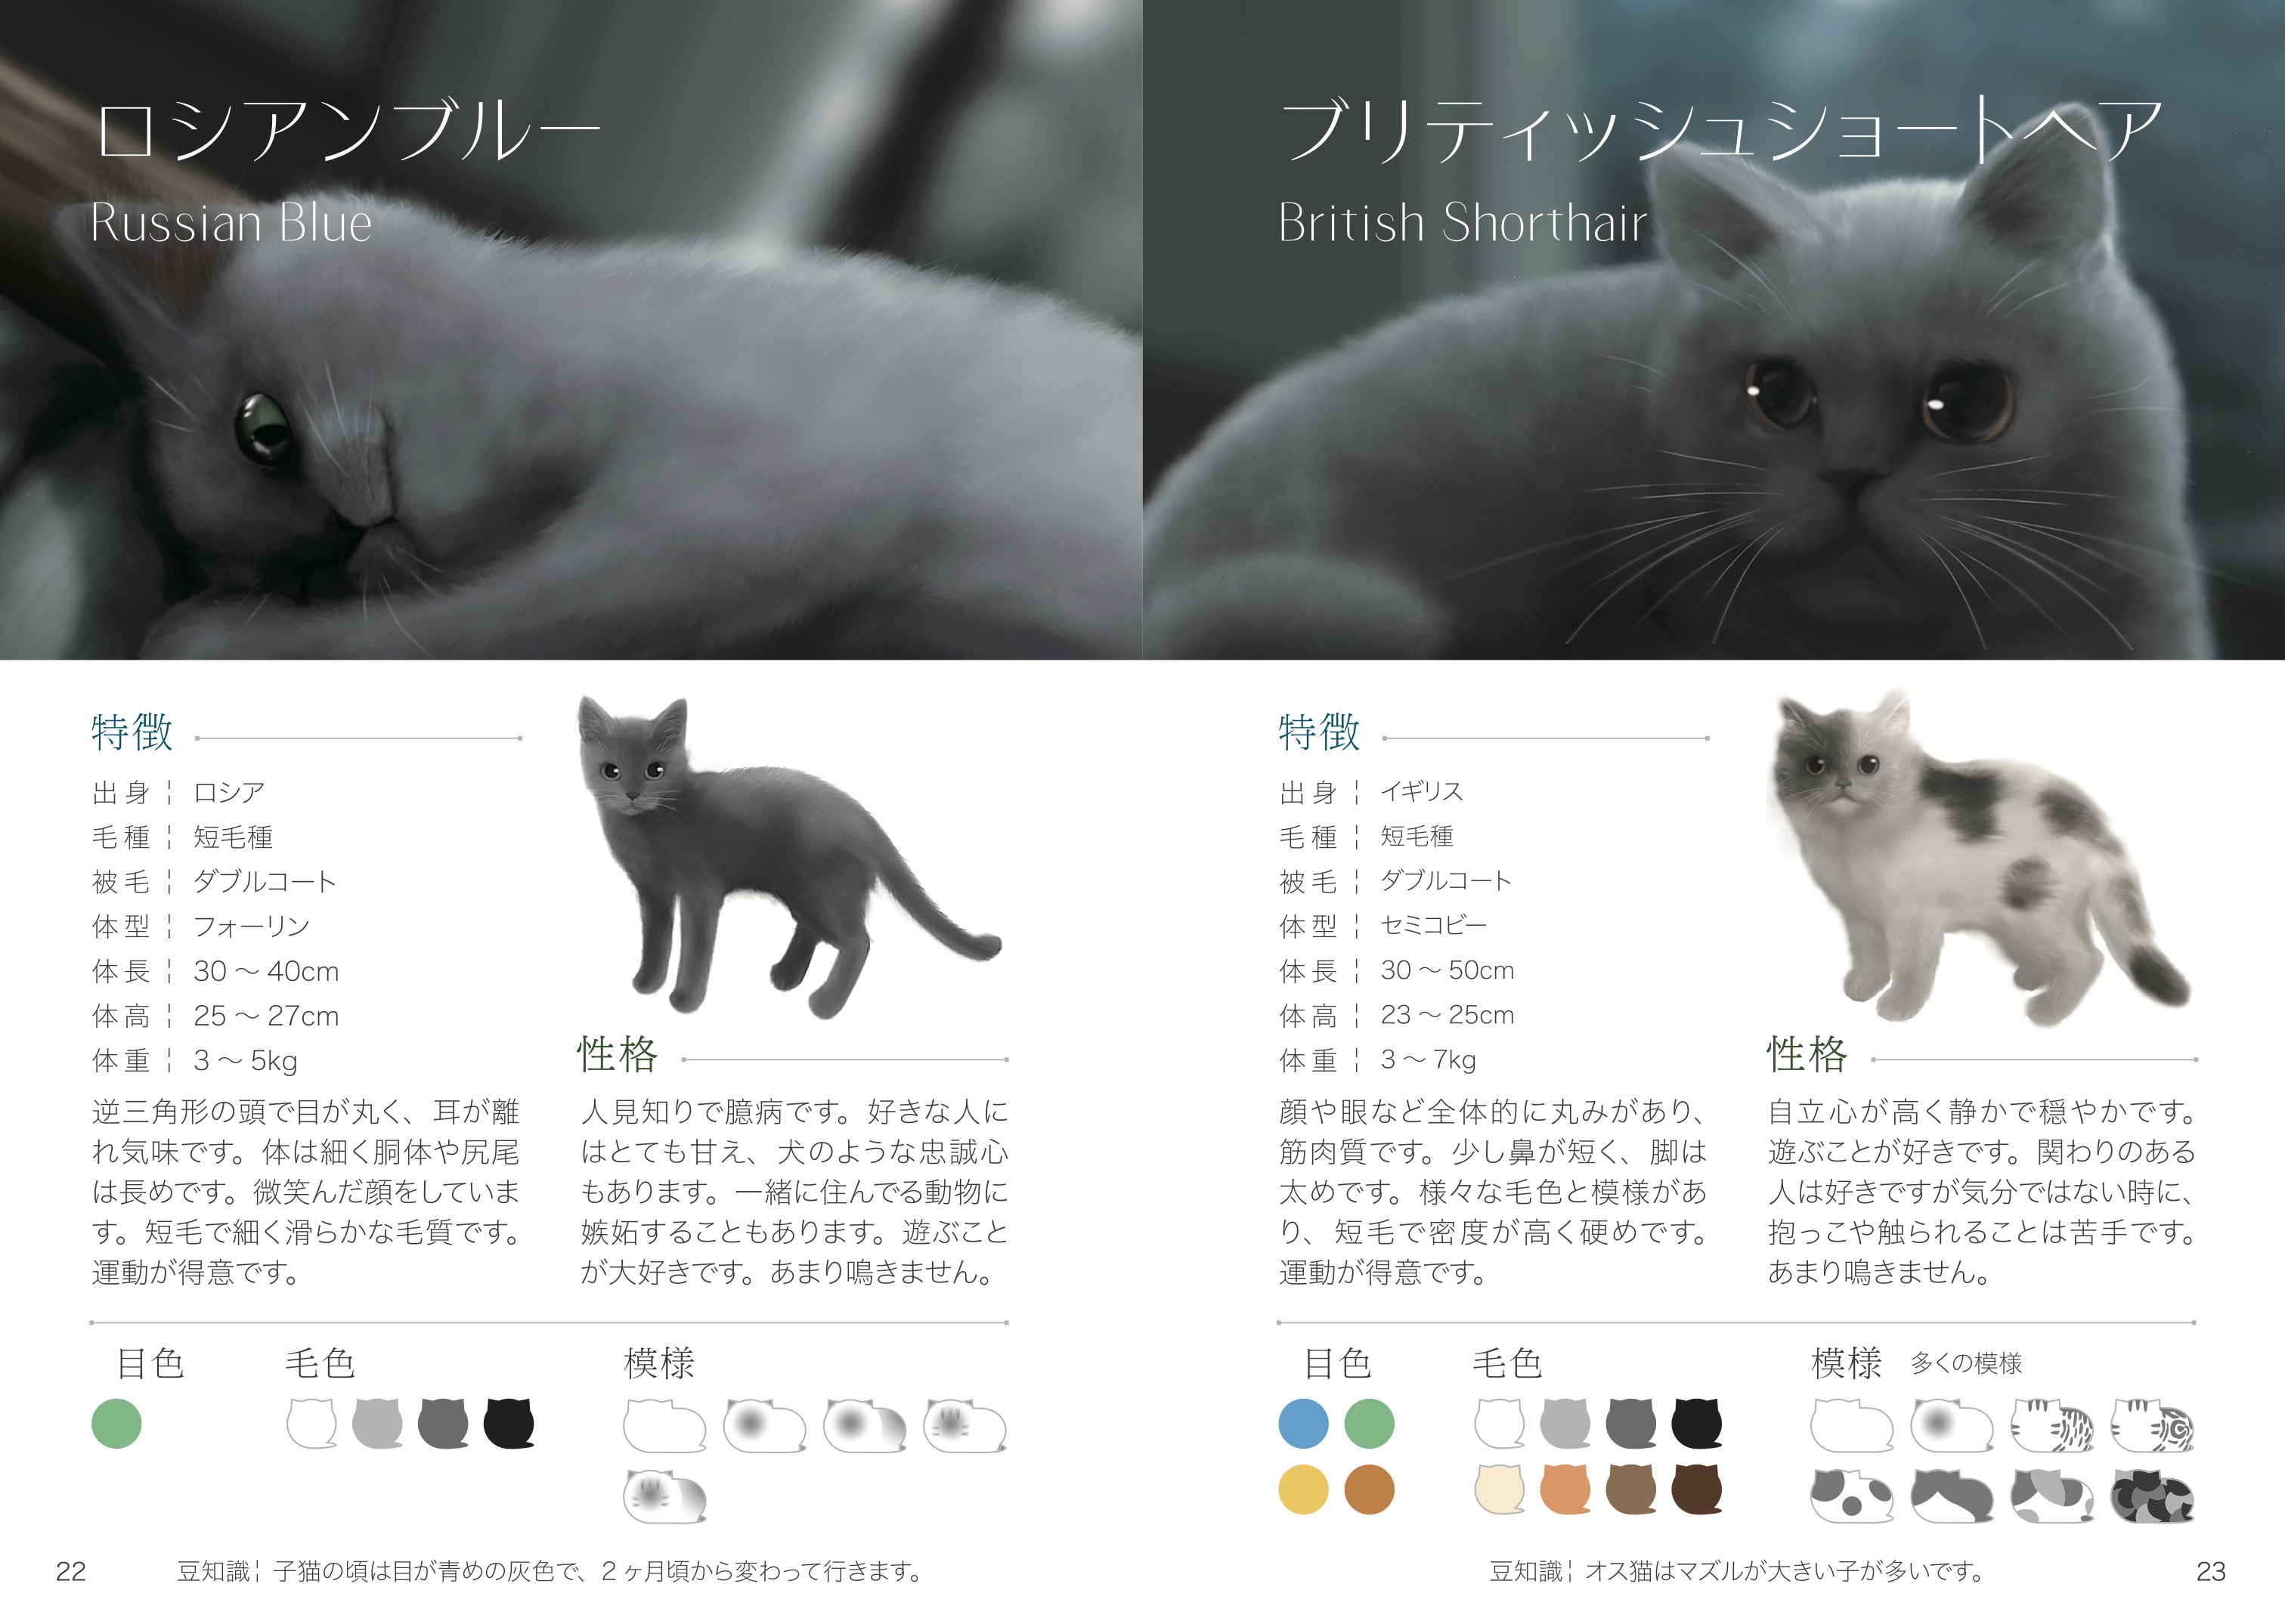 ロシアンブルー
Russian Blue
特徴
出身¦ ロシア
毛種¦ 短毛種
被毛¦ ダブルコート
体型¦ フォーリン
体長¦ 30 〜 40cm
体高¦ 25 〜 27cm
体重¦ 3 〜 5kg
逆三角形の頭で目が丸く、耳が離
れ気味です。体は細く胴体や尻尾
は長めです。微笑んだ顔をしていま
す。短毛で細く滑らかな毛質です。
運動が得意です。
性格
人見知りで臆病です。好きな人に
はとても甘え、犬のような忠誠心
もあります。一緒に住んでる動物に
嫉妬することもあります。遊ぶこと
が大好きです。あまり鳴きません。
目色
毛色
模様
22
豆知識¦ 子猫の頃は目が青めの灰色で、2 ヶ月頃から変わって行きます。
ブリティッシュショートヘア
British Shorthair
特徴
出身¦ イギリス
毛種¦ 短毛種
被毛¦ ダブルコート
体型¦ セミコビー
体長¦ 30 〜 50cm
体高¦ 23 〜 25cm
体重¦ 3 〜 7kg
顔や眼など全体的に丸みがあり、
筋肉質です。少し鼻が短く、脚は
太めです。様々な毛色と模様があ
り、短毛で密度が高く硬めです。
運動が得意です。
性格
自立心が高く静かで穏やかです。
遊ぶことが好きです。関わりのある
人は好きですが気分ではない時に、
抱っこや触られることは苦手です。
あまり鳴きません。
目色
毛色
模様 多くの模様
豆知識¦ オス猫はマズルが大きい子が多いです。
23